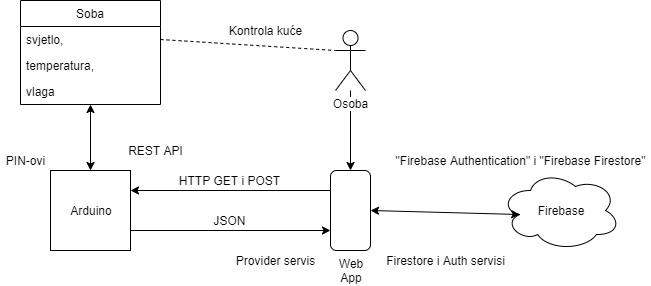 Soba
svjetlo,
temperatura,
vlaga
Kontrola kuće
Osoba
PIN-ovi
REST API
"Firebase Authentication" i "Firebase Firestore"
HTTP GET i POST
Arduino
JSON
Firebase
Provider servis
Web
App
Firestore i Auth servisi